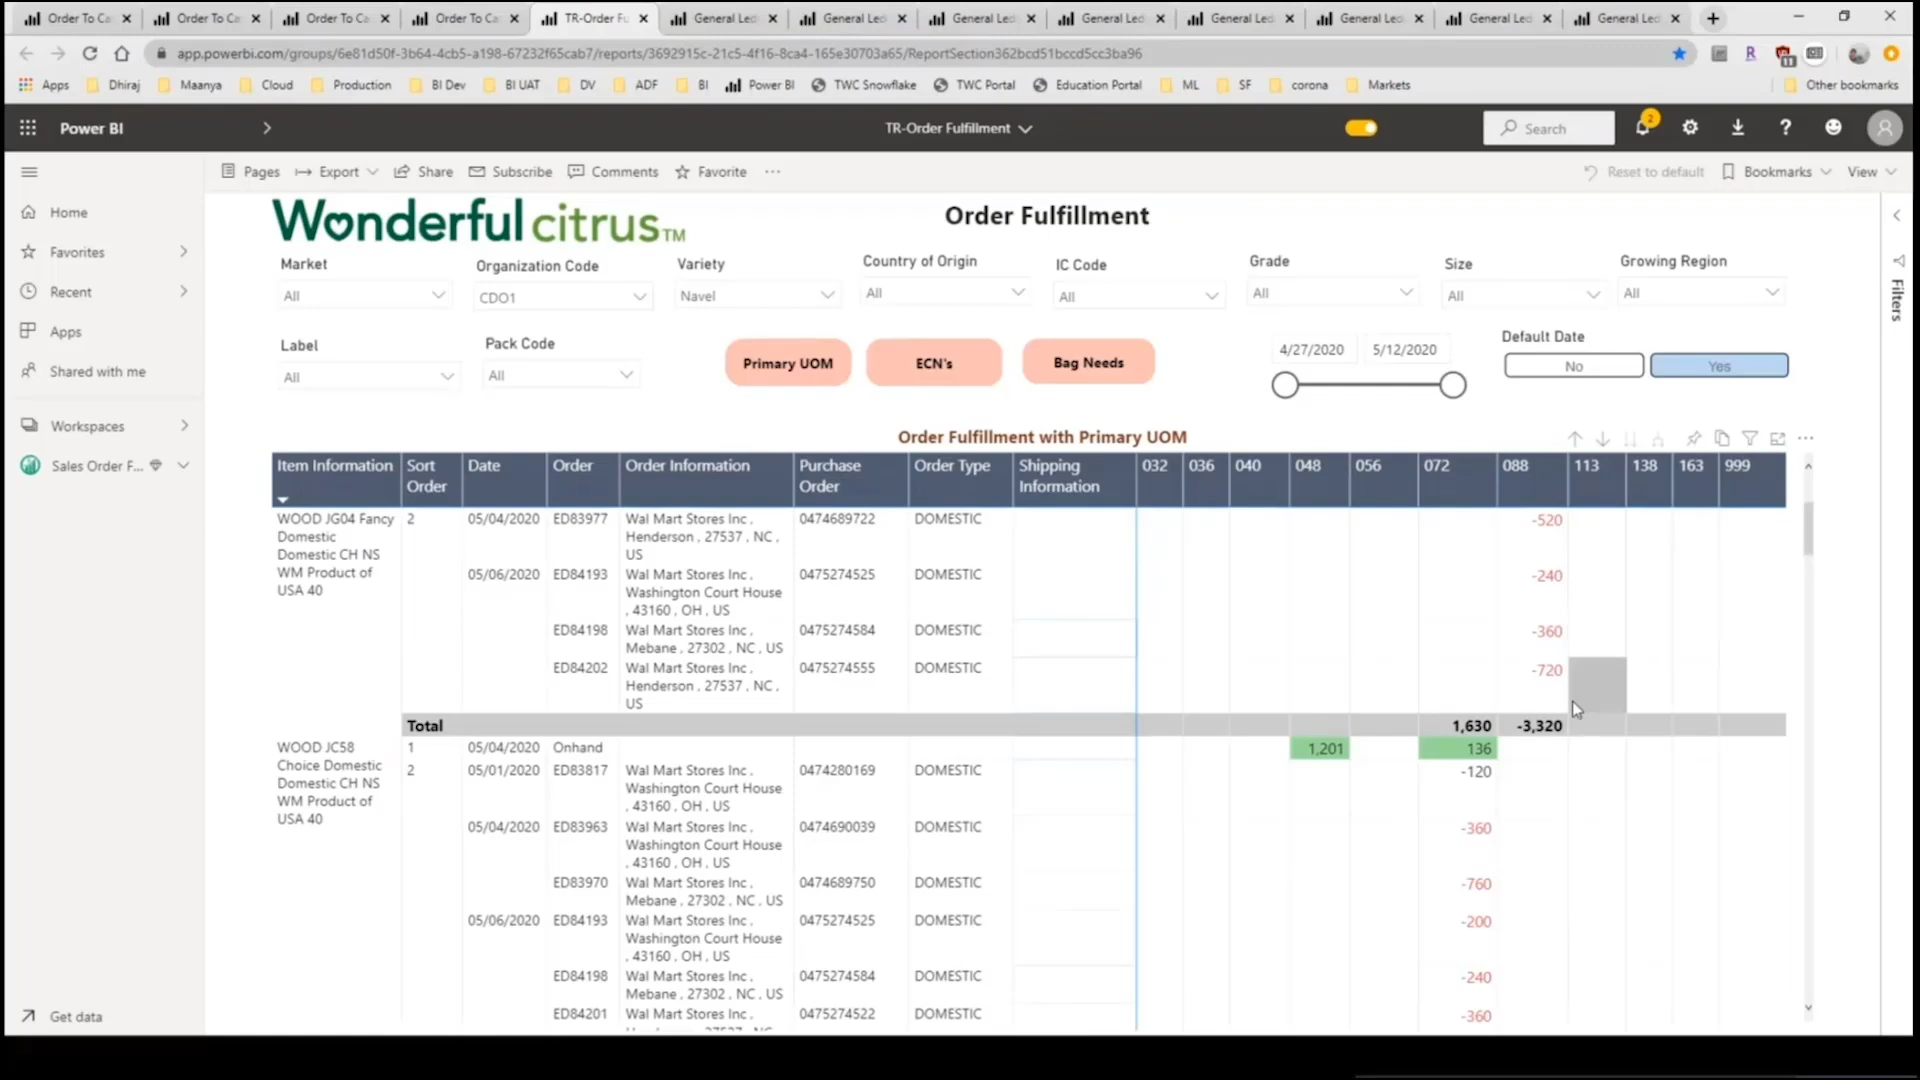 Order To Ca
Order To Ca
Order To Ca
Order To Ca
TR-Order Fu
General Led
General Led
General Led
General Led
General Led
General Led
General Led
General Led
app.powerbi.com/groups/6e81d50f-3b64-4cb5-a198-67232f65cab7/reports/3692915c-21c5-4f16-8ca4-165e30703a65/ReportSection362bcd51bccd5cc3ba96
R
11
Apps Dhiraj Maanya Cloud Production BI Dev BI UAT DV ADF BI Power BI TWC Snowflake TWC Portal Education Portal ML SF corona Markets Other bookmarks
Power BI
TR-Order Fulfillment
Search
2
Pages Export Share Subscribe Comments Favorite
Reset to default Bookmarks View
Home
Favorites
Recent
Apps
Shared with me
Workspaces
Sales Order F...
Get data
Filters
Wonderful citrus TM
Order Fulfillment
Market Organization Code Variety Country of Origin IC Code Grade Size Growing Region
All CDO1 Navel All All All All All
Label Pack Code
All All
Primary UOM ECN's Bag Needs
4/27/2020 5/12/2020
Default Date
No Yes
Order Fulfillment with Primary UOM
Item Information Sort Order Date Order Order Information Purchase Order Order Type Shipping Information 032 036 040 048 056 072 088 113 138 163 999
WOOD JG04 Fancy 2 05/04/2020 ED83977 Wal Mart Stores Inc , 0474689722 DOMESTIC -520
Domestic Henderson , 27537 , NC ,
Domestic CH NS US
WM Product of 05/06/2020 ED84193 Wal Mart Stores Inc , 0475274525 DOMESTIC -240
USA 40 Washington Court House
, 43160 , OH , US
ED84198 Wal Mart Stores Inc , 0475274584 DOMESTIC -360
Mebane , 27302 , NC , US
ED84202 Wal Mart Stores Inc , 0475274555 DOMESTIC -720
Henderson , 27537 , NC ,
US
Total 1,630 -3,320
WOOD JC58 1 05/04/2020 Onhand 1,201 136
Choice Domestic 2 05/01/2020 ED83817 Wal Mart Stores Inc , 0474280169 DOMESTIC -120
Domestic CH NS Washington Court House
WM Product of , 43160 , OH , US
USA 40 05/04/2020 ED83963 Wal Mart Stores Inc , 0474690039 DOMESTIC -360
Washington Court House
, 43160 , OH , US
ED83970 Wal Mart Stores Inc , 0474689750 DOMESTIC -760
Mebane , 27302 , NC , US
05/06/2020 ED84193 Wal Mart Stores Inc , 0475274525 DOMESTIC -200
Washington Court House
, 43160 , OH , US
ED84198 Wal Mart Stores Inc , 0475274584 DOMESTIC -240
Mebane , 27302 , NC , US
ED84201 Wal Mart Stores Inc , 0475274522 DOMESTIC -360